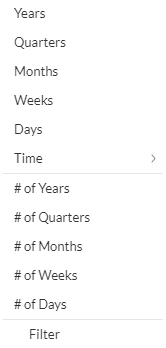 Years
Quarters
Months
Weeks
Days
Time
# of Years
# of Quarters
# of Months
# of Weeks
# of Days
Filter